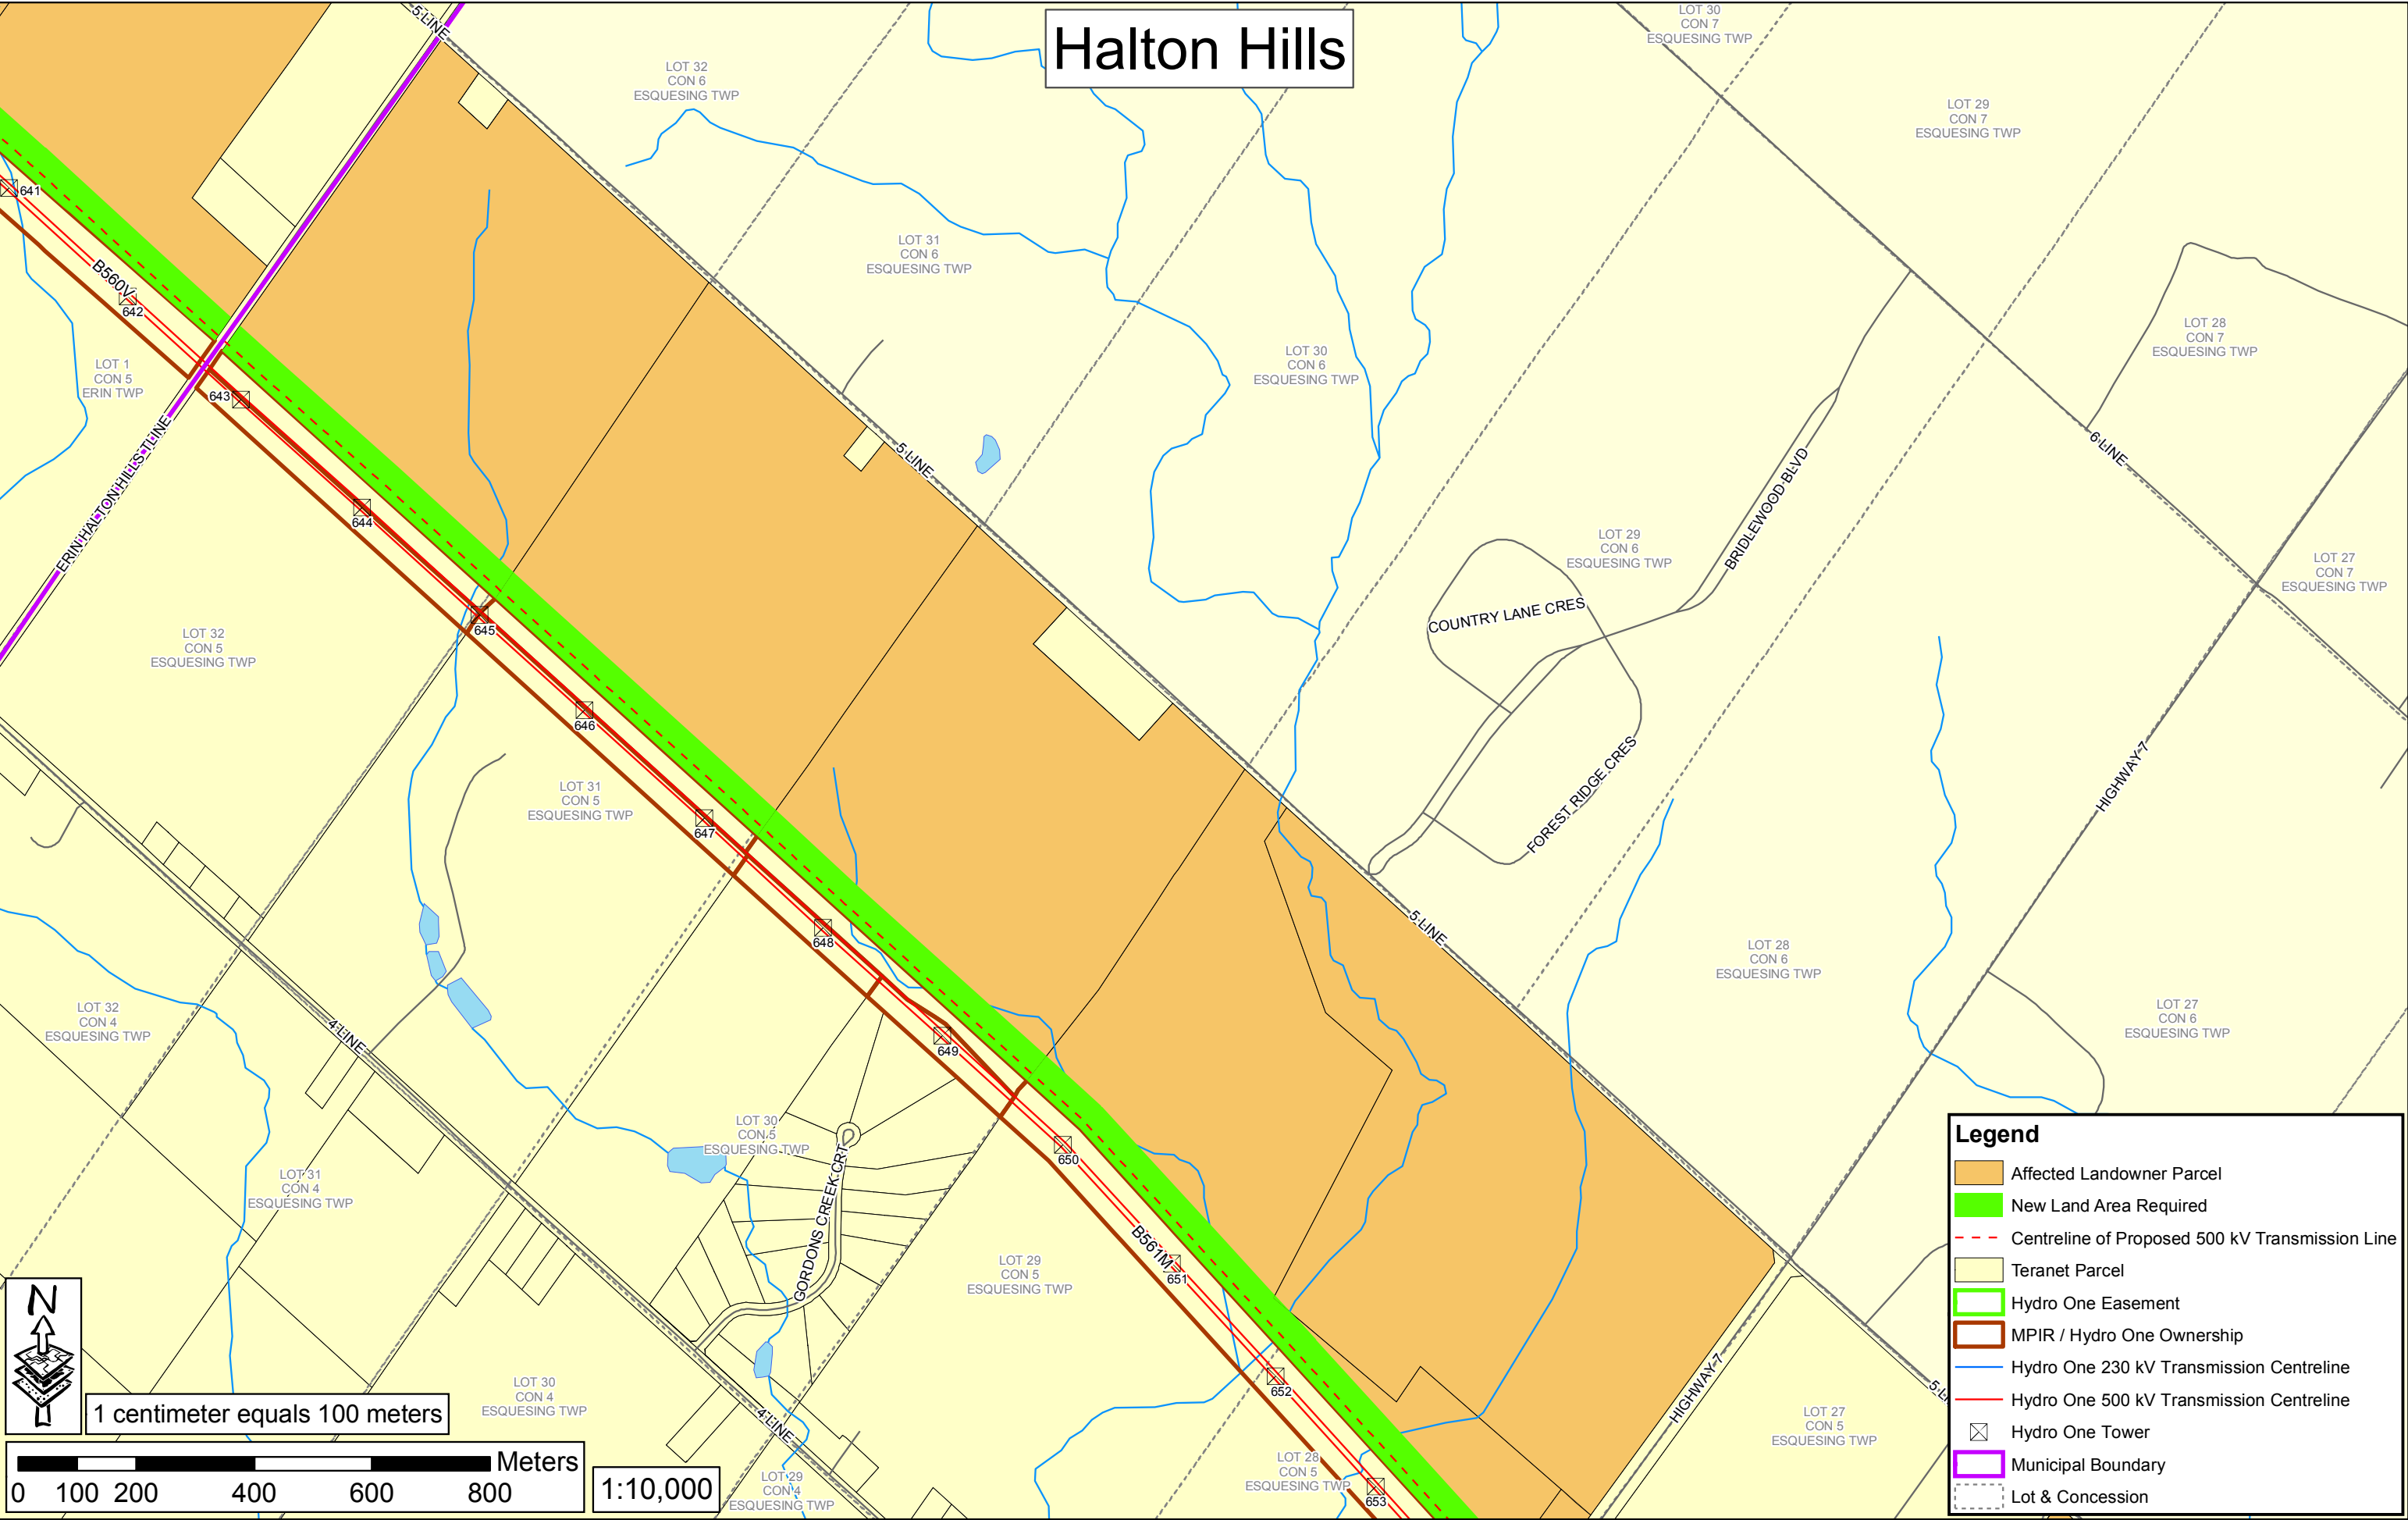 Halton Hills
5 LINE
LOT 32
CON 6
ESQUESING TWP
LOT 30
CON 7
ESQUESING TWP
LOT 29
CON 7
ESQUESING TWP
641
B560V
642
LOT 31
CON 6
ESQUESING TWP
LOT 30
CON 6
ESQUESING TWP
LOT 28
CON 7
ESQUESING TWP
LOT 1
CON 5
ERIN TWP
643
5 LINE
6 LINE
ERIN HALTON HILLS TLINE
644
BRIDLEWOOD BLVD
LOT 29
CON 6
ESQUESING TWP
LOT 27
CON 7
ESQUESING TWP
COUNTRY LANE CRES
645
LOT 32
CON 5
ESQUESING TWP
646
LOT 31
CON 5
ESQUESING TWP
647
FOREST RIDGE CRES
HIGHWAY 7
648
5 LINE
LOT 28
CON 6
ESQUESING TWP
LOT 32
CON 4
ESQUESING TWP
4 LINE
649
LOT 27
CON 6
ESQUESING TWP
LOT 30
CON 5
ESQUESING TWP
650
LOT 31
CON 4
ESQUESING TWP
GORDONS CREEK CRT
B561M
651
LOT 29
CON 5
ESQUESING TWP
652
LOT 30
CON 4
ESQUESING TWP
4 LINE
HIGHWAY 7
5 L
LOT 27
CON 5
ESQUESING TWP
LOT 28
CON 5
ESQUESING TWP
653
LOT 29
CON 4
ESQUESING TWP
N
1 centimeter equals 100 meters
Meters
0 100 200 400 600 800
1:10,000
Legend
Affected Landowner Parcel
New Land Area Required
Centreline of Proposed 500 kV Transmission Line
Teranet Parcel
Hydro One Easement
MPIR / Hydro One Ownership
Hydro One 230 kV Transmission Centreline
Hydro One 500 kV Transmission Centreline
Hydro One Tower
Municipal Boundary
Lot & Concession